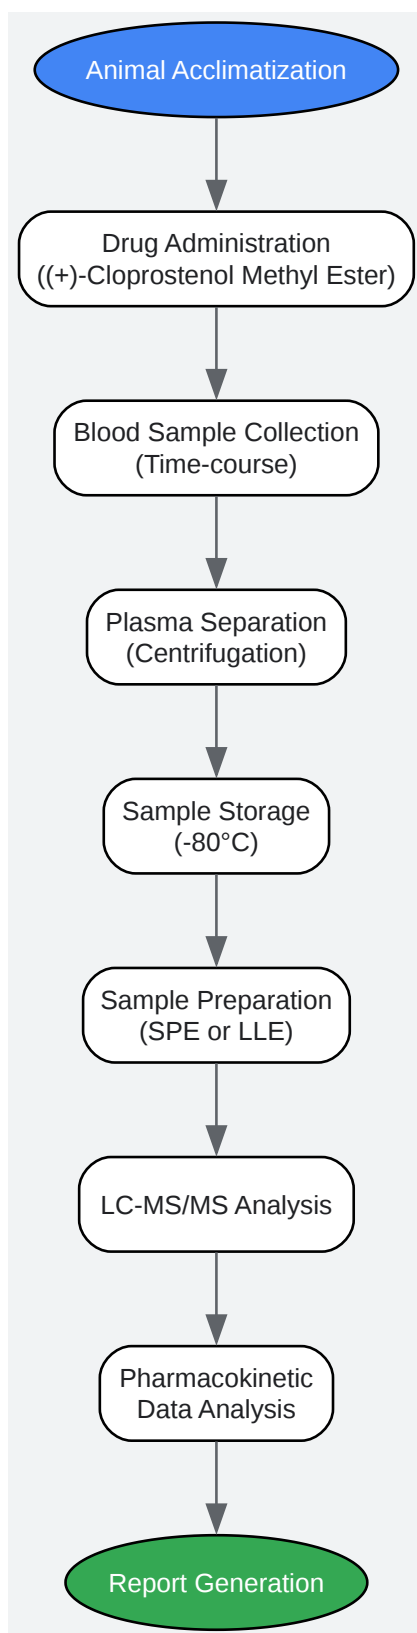 Animal Acclimatization
Drug Administration
((+)-Cloprostenol Methyl Ester)
Blood Sample Collection
(Time-course)
Plasma Separation
(Centrifugation)
Sample Storage
(-80°C)
Sample Preparation
(SPE or LLE)
LC-MS/MS Analysis
Pharmacokinetic
Data Analysis
Report Generation